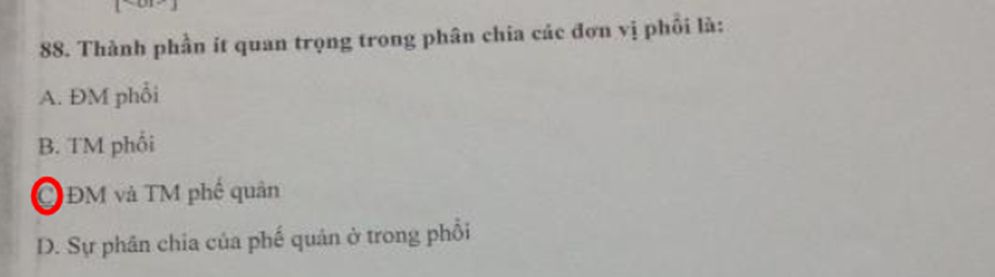 88. Thành phần ít quan trọng trong phân chia các đơn vị phổi là:
A. ĐM phổi
B. TM phổi
C. ĐM và TM phế quản
D. Sự phân chia của phế quản ở trong phổi